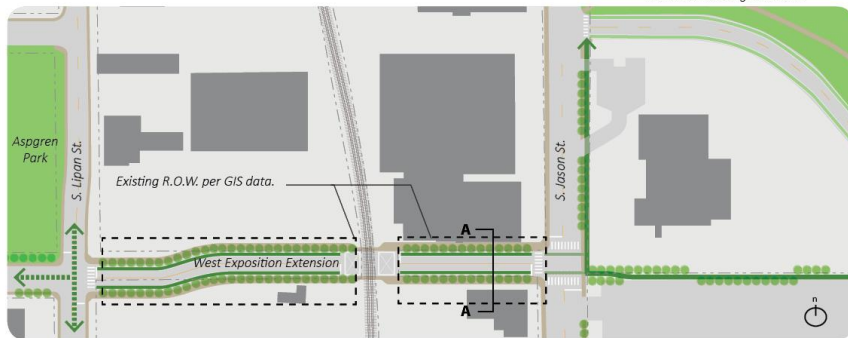 Aspgren
Park
S. Lipan St.
Existing R.O.W. per GIS data.
S. Jason St.
A
West Exposition Extension
A
n